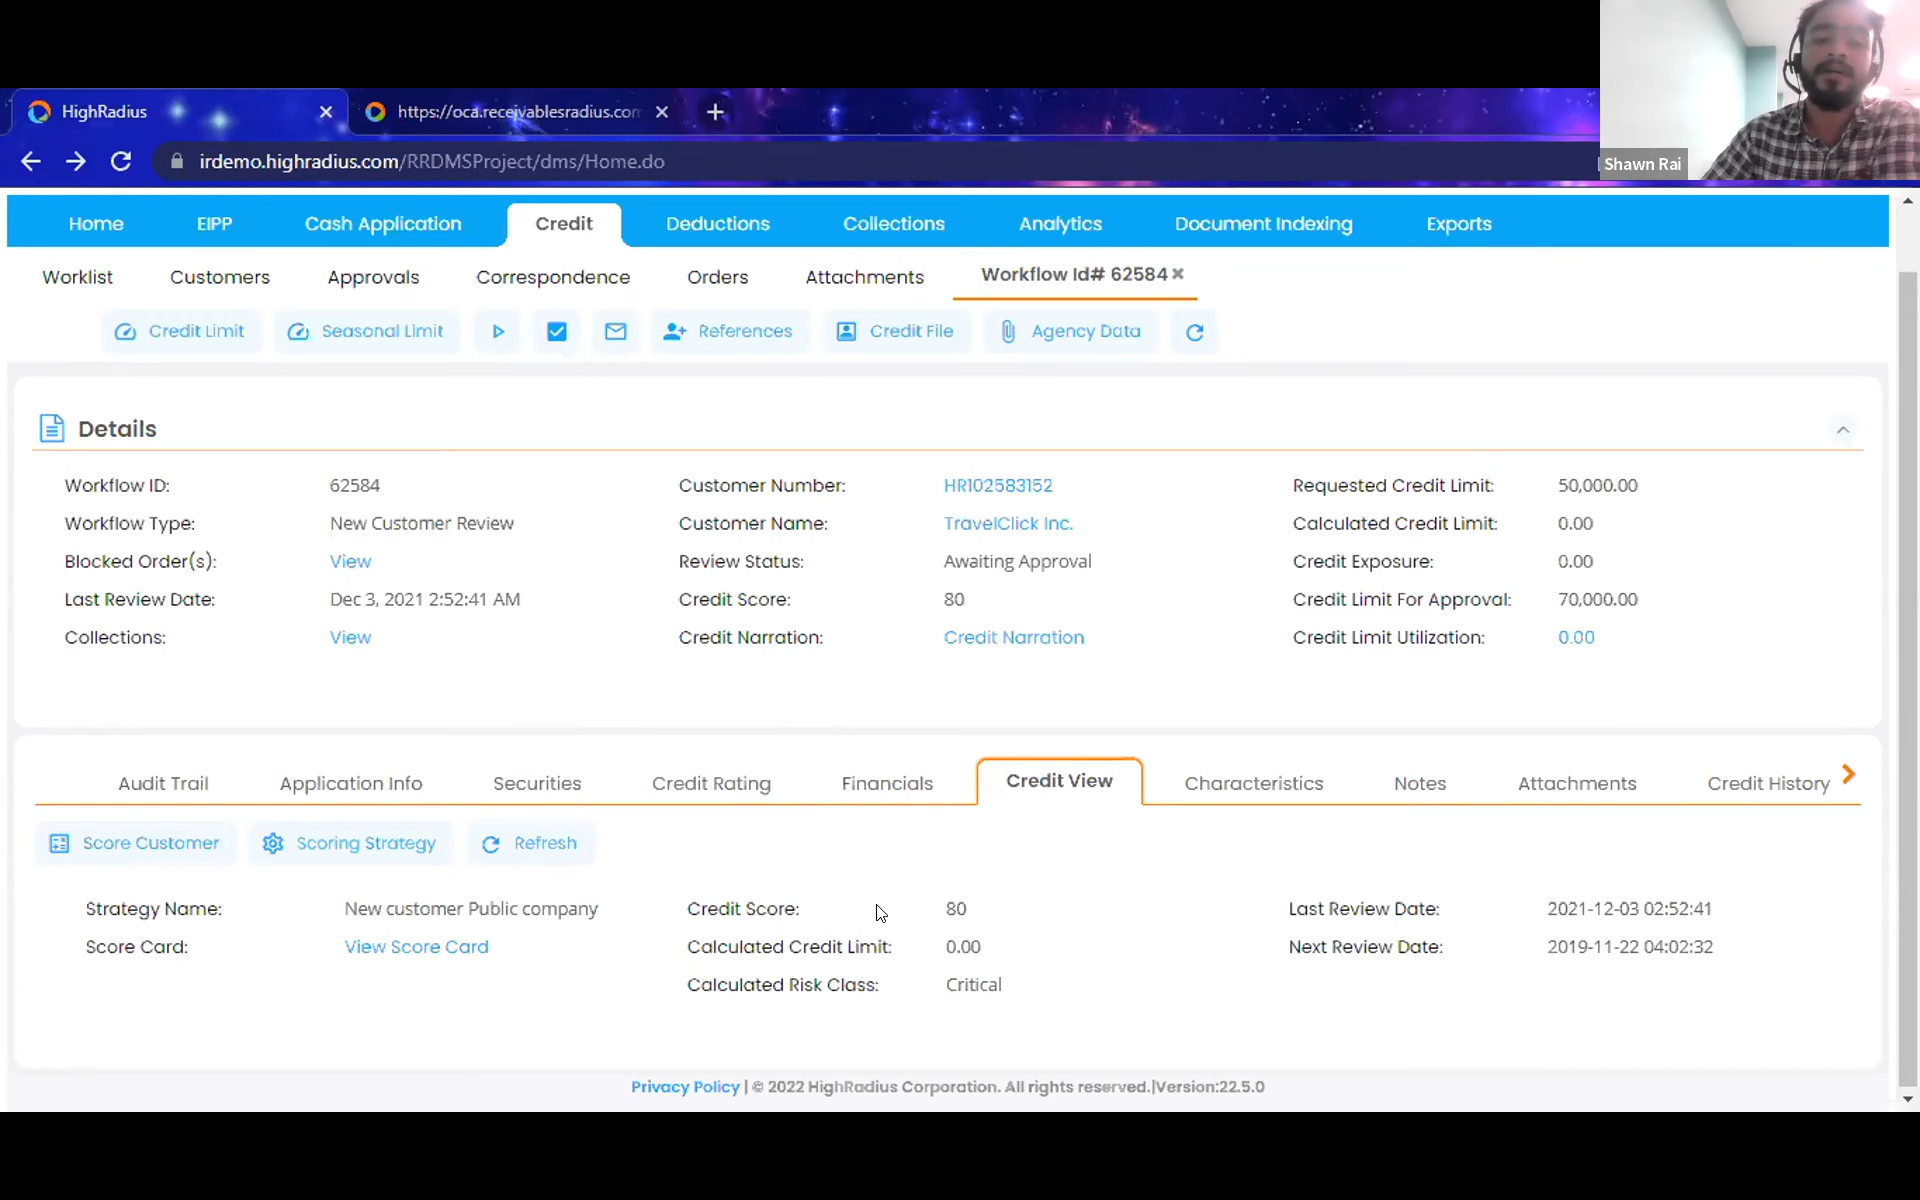 HighRadius
https://oca.receivablesradius.com
irdemo.highradius.com/RRDMSProject/dms/Home.do
Shawn Rai
Home EIPP Cash Application Credit Deductions Collections Analytics Document Indexing Exports
Worklist Customers Approvals Correspondence Orders Attachments Workflow Id# 62584
Credit Limit Seasonal Limit References Credit File Agency Data
Details
Workflow ID: 62584 Customer Number: HR102583152 Requested Credit Limit: 50,000.00
Workflow Type: New Customer Review Customer Name: TravelClick Inc. Calculated Credit Limit: 0.00
Blocked Order(s): View Review Status: Awaiting Approval Credit Exposure: 0.00
Last Review Date: Dec 3, 2021 2:52:41 AM Credit Score: 80 Credit Limit For Approval: 70,000.00
Collections: View Credit Narration: Credit Narration Credit Limit Utilization: 0.00
Audit Trail Application Info Securities Credit Rating Financials Credit View Characteristics Notes Attachments Credit History
Score Customer Scoring Strategy Refresh
Strategy Name: New customer Public company Credit Score: 80 Last Review Date: 2021-12-03 02:52:41
Score Card: View Score Card Calculated Credit Limit: 0.00 Next Review Date: 2019-11-22 04:02:32
Calculated Risk Class: Critical
Privacy Policy | © 2022 HighRadius Corporation. All rights reserved.|Version:22.5.0